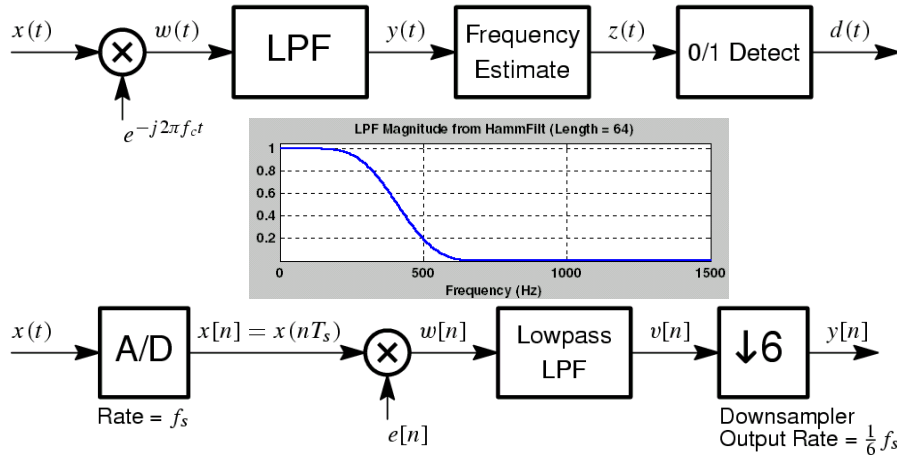 x(t)
w(t)
LPF
y(t)
Frequency
Estimate
z(t)
0/1 Detect
d(t)
×
e^{-j2πf_ct}
LPF Magnitude from HammFilt (Length = 64)
1
0.8
0.6
0.4
0.2
0
500
1000
1500
Frequency (Hz)
x(t)
A/D
x[n] = x(nT_s)
×
w[n]
Lowpass
LPF
v[n]
↓6
y[n]
Rate = f_s
e[n]
Downsampler
Output Rate = \frac{1}{6} f_s